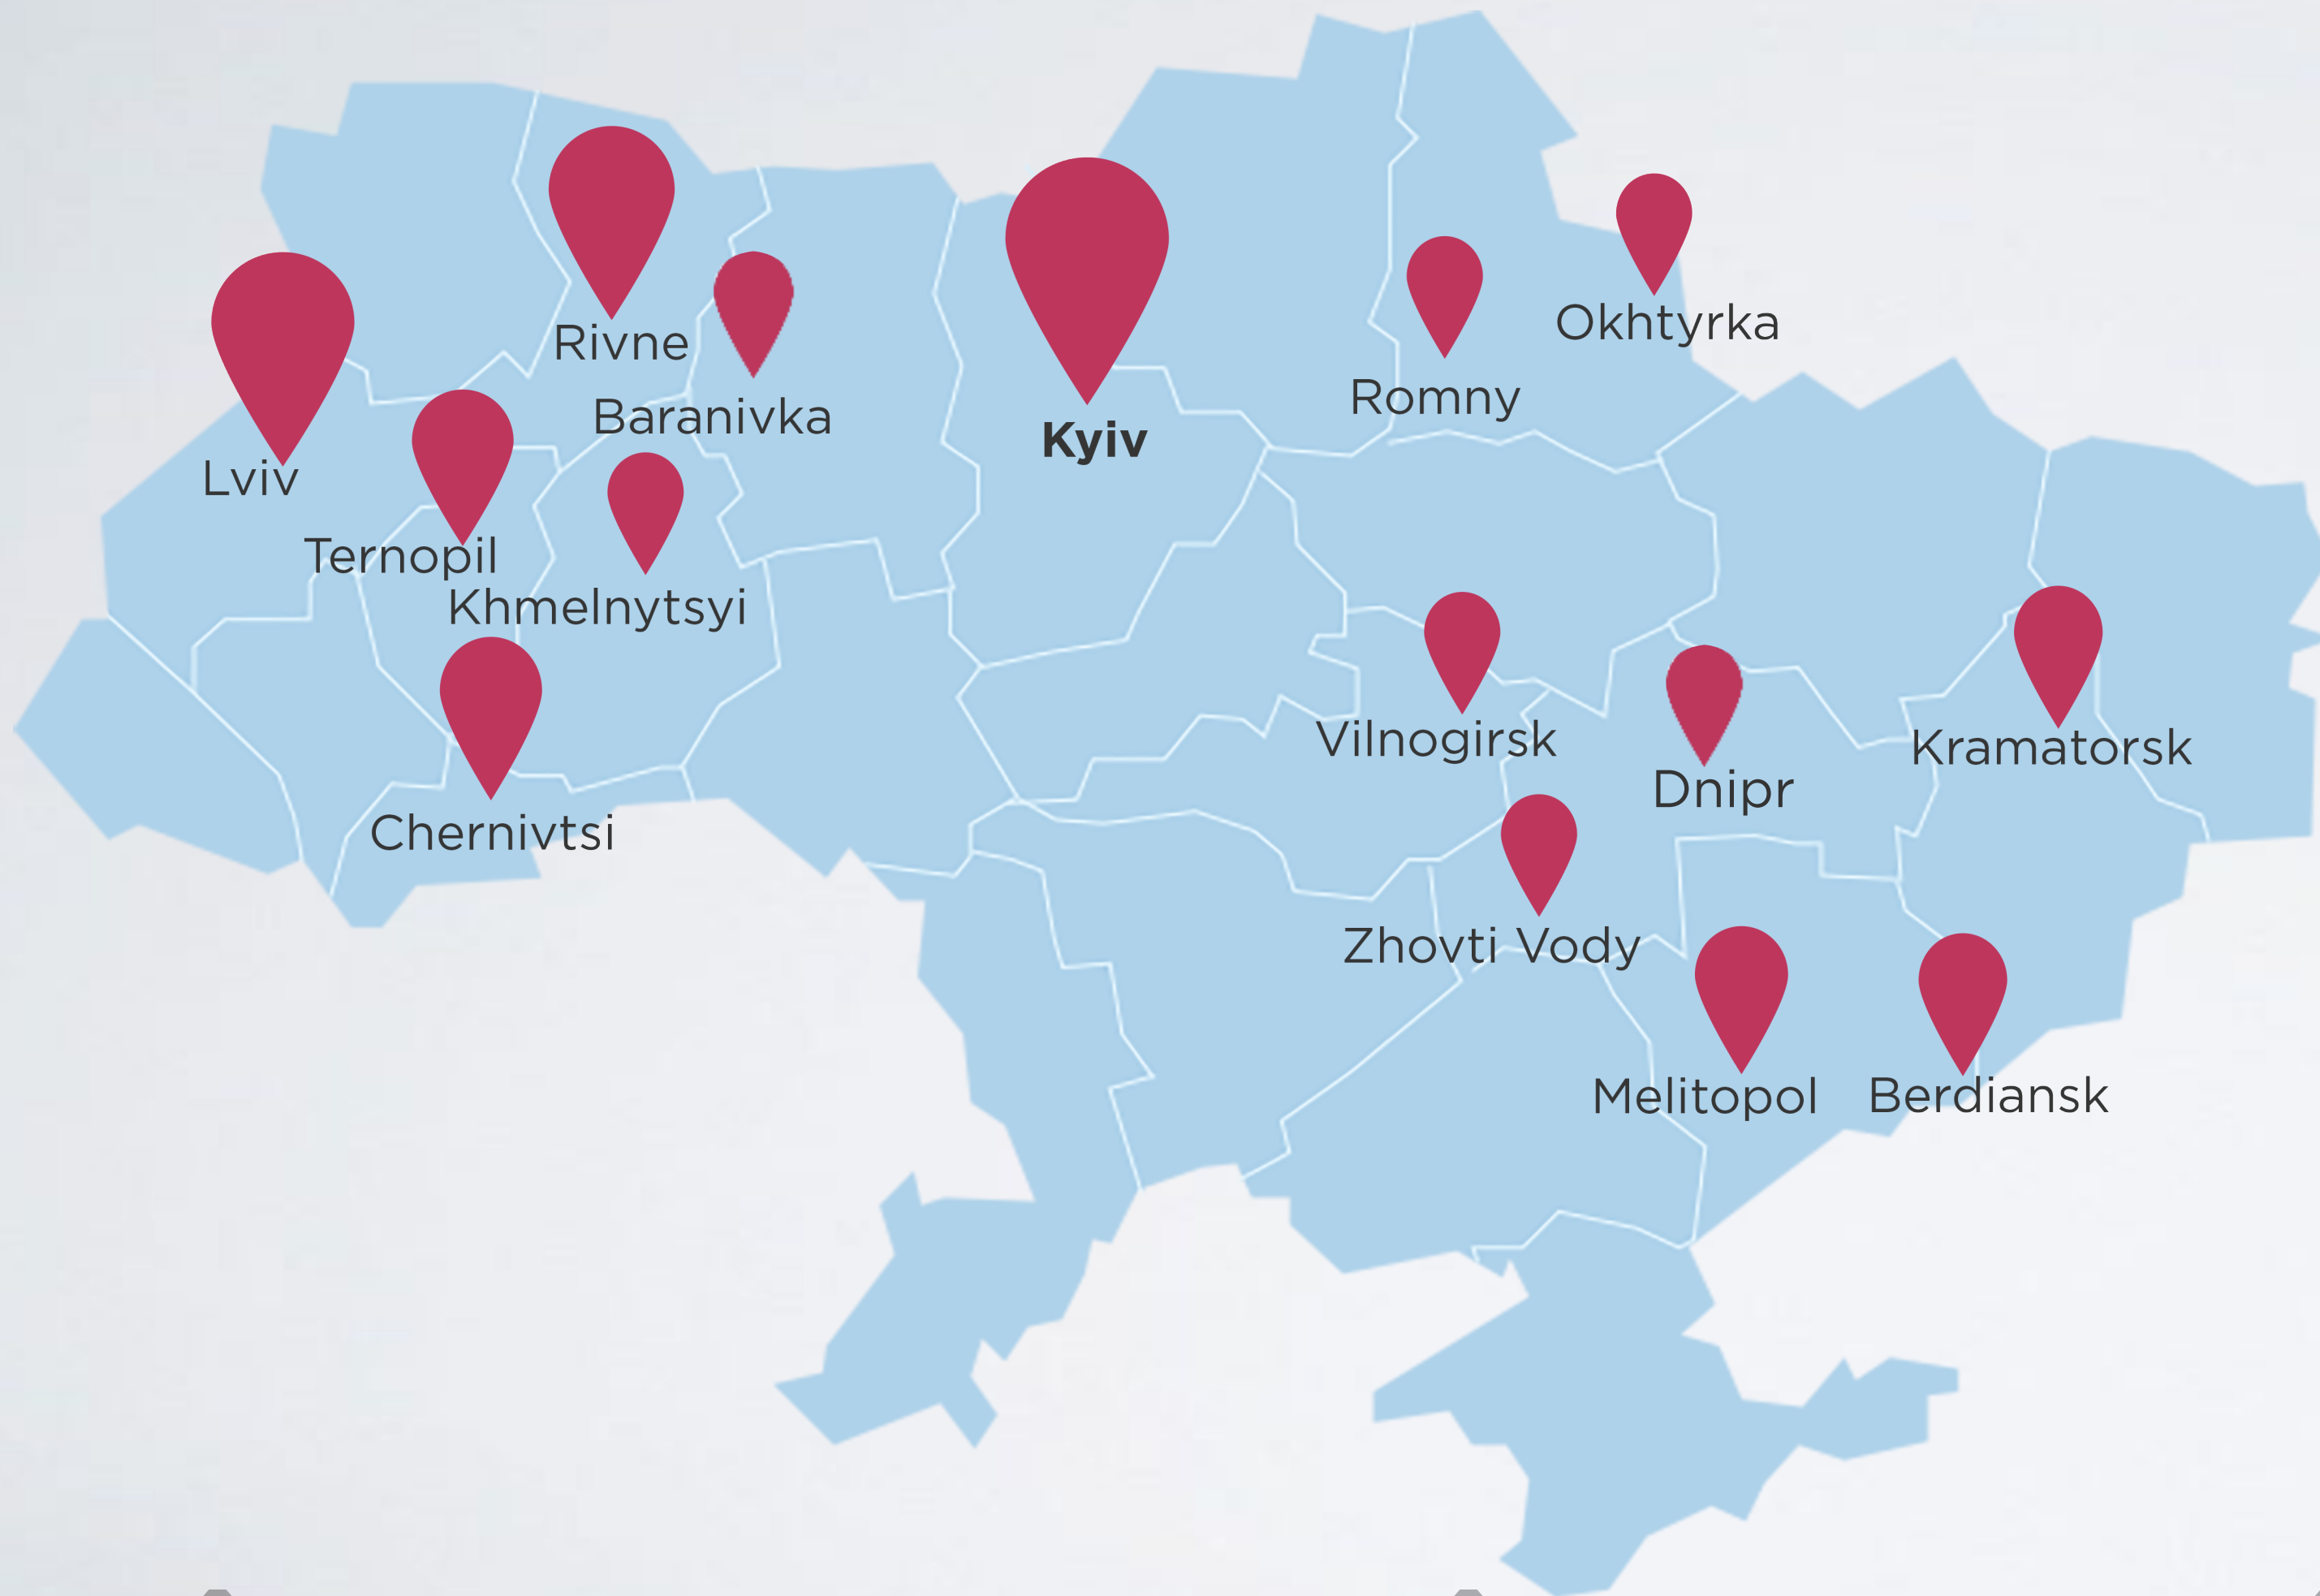 Okhtyrka
Rivne
Romny
Baranivka
Kyiv
Lviv
Ternopil
Khmelnytsyi
Vilnogirsk
Kramatorsk
Dnipr
Chernivtsi
Zhovti Vody
Melitopol
Berdiansk